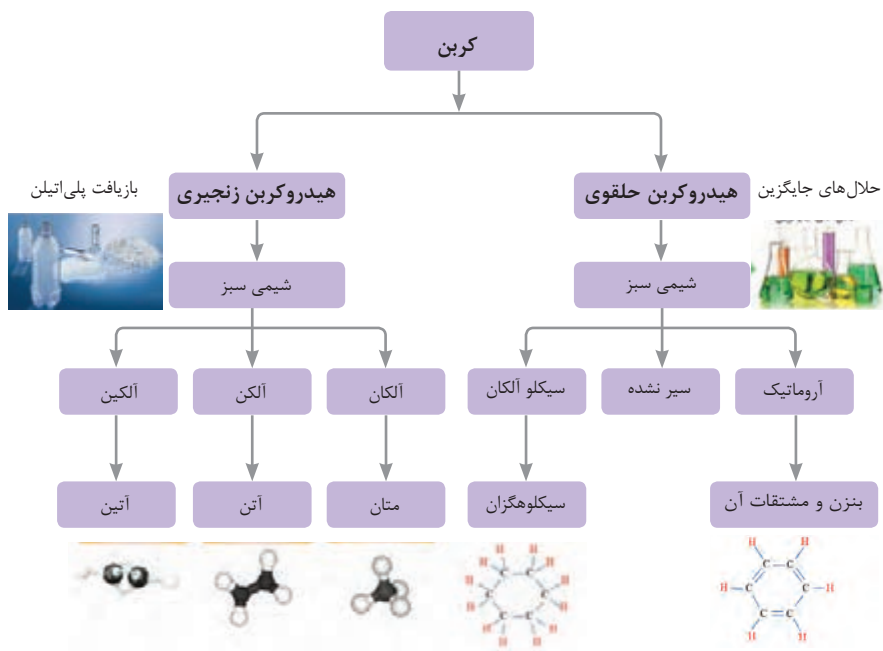 کربن
حلال‌های جایگزین
هیدروکربن حلقوی
هیدروکربن زنجیری
بازیافت پلی‌اتیلن
شیمی سبز
شیمی سبز
آروماتیک
سیر نشده
سیکلو آلکان
آلکان
آلکن
آلکین
بنزن و مشتقات آن
سیکلوهگزان
متان
آتن
آتین
H H
H C C H
C C
C C
H H
H H H H
H C C H
H C C H
H C C H
H H H H